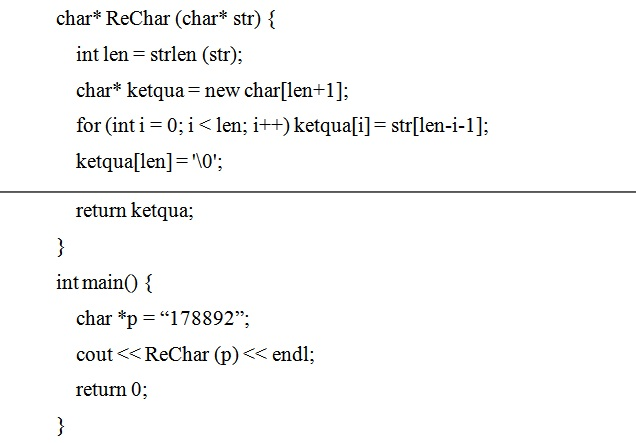 char* ReChar (char* str) {
int len = strlen (str);
char* ketqua = new char[len+1];
for (int i = 0; i < len; i++) ketqua[i] = str[len-i-1];
ketqua[len] = '\0';
return ketqua;
}
int main() {
char *p = “178892”;
cout << ReChar (p) << endl;
return 0;
}